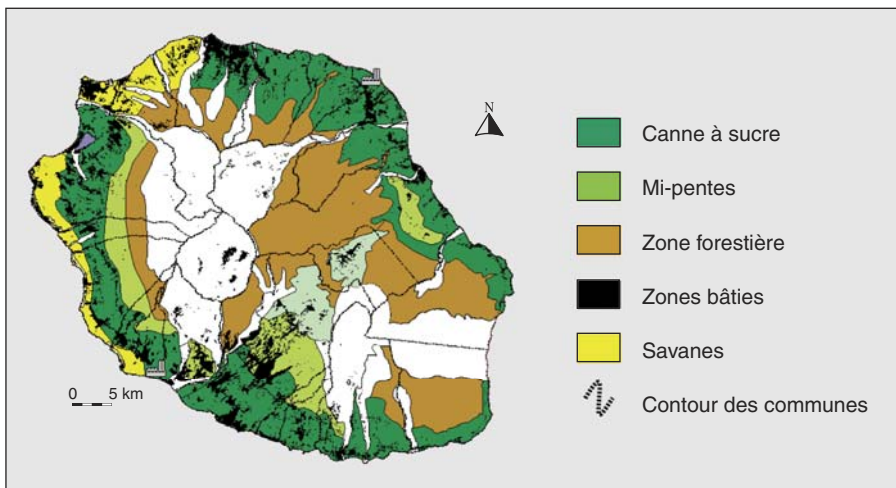 N
Canne à sucre
Mi-pentes
Zone forestière
Zones bâties
Savanes
Contour des communes
0 5 km